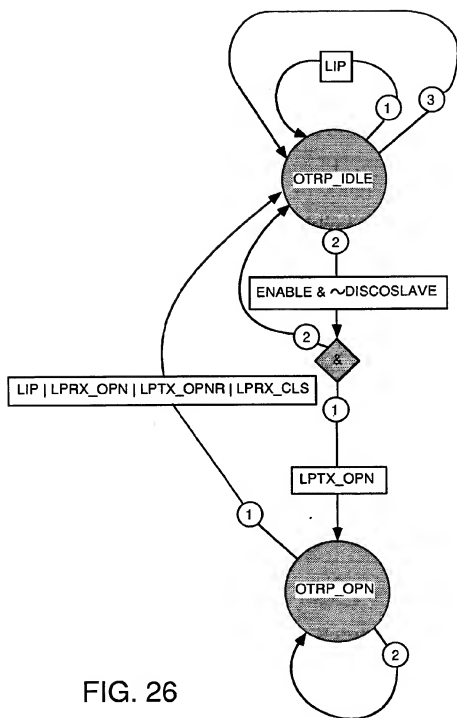 LIP
1
3
OTRP_IDLE
2
ENABLE & ~DISCOSLAVE
2
&
1
LIP | LPRX_OPN | LPTX_OPNR | LPRX_CLS
LPTX_OPN
1
OTRP_OPN
2
FIG. 26